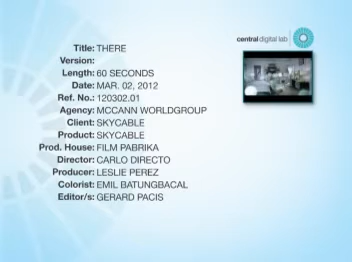 central digital lab
Title: THERE
Version:
Length: 60 SECONDS
Date: MAR. 02, 2012
Ref. No.: 120302.01
Agency: MCCANN WORLDGROUP
Client: SKYCABLE
Product: SKYCABLE
Prod. House: FILM PABRIKA
Director: CARLO DIRECTO
Producer: LESLIE PEREZ
Colorist: EMIL BATUNGBACAL
Editor/s: GERARD PACIS